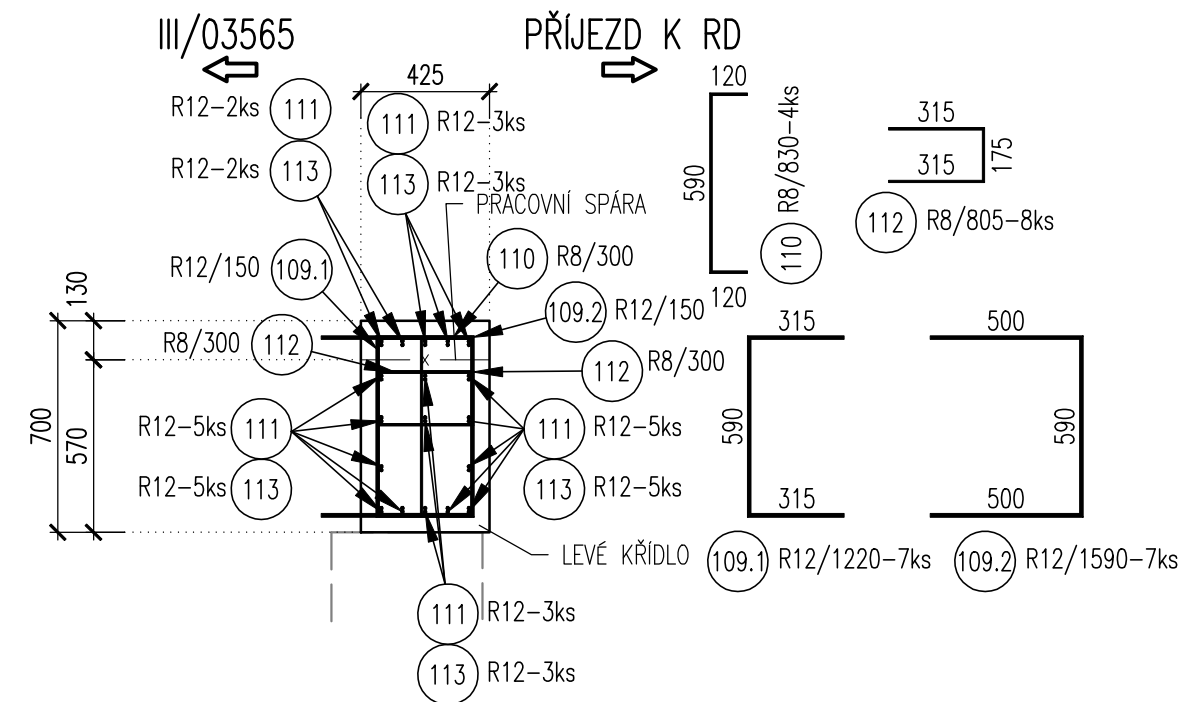 III/03565
PŘÍJEZD K RD
425
R12-2ks 111
111 R12-3ks
R12-2ks 113
113 R12-3ks
PRACOVNÍ SPÁRA
120
590
120
110 R8/830-4ks
315
315
175
112 R8/805-8ks
R12/150 109.1
110 R8/300
109.2 R12/150
R8/300 112
112 R8/300
130
700
570
R12-5ks 111
R12-5ks 113
111 R12-5ks
113 R12-5ks
X
LEVÉ KŘÍDLO
111 R12-3ks
113 R12-3ks
315
590
315
109.1 R12/1220-7ks
500
590
500
109.2 R12/1590-7ks